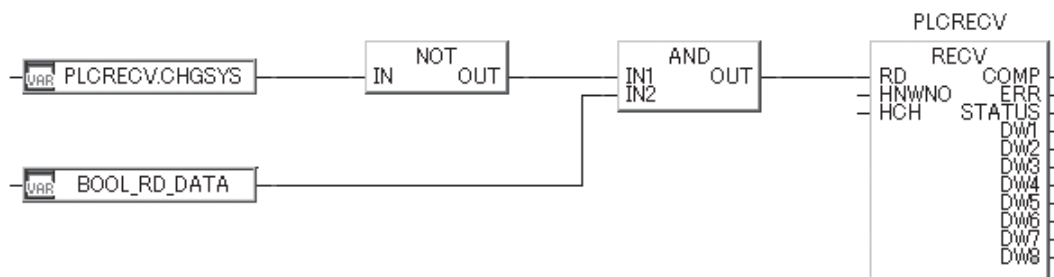 PLCRECV
NOT
AND
RECV
VAR PLCRECV.CHGSYS
IN OUT
IN1 OUT
IN2
RD COMP
HNWNO ERR
HCH STATUS
DW1
DW2
DW3
VAR BOOL_RD_DATA
DW4
DW5
DW6
DW7
DW8